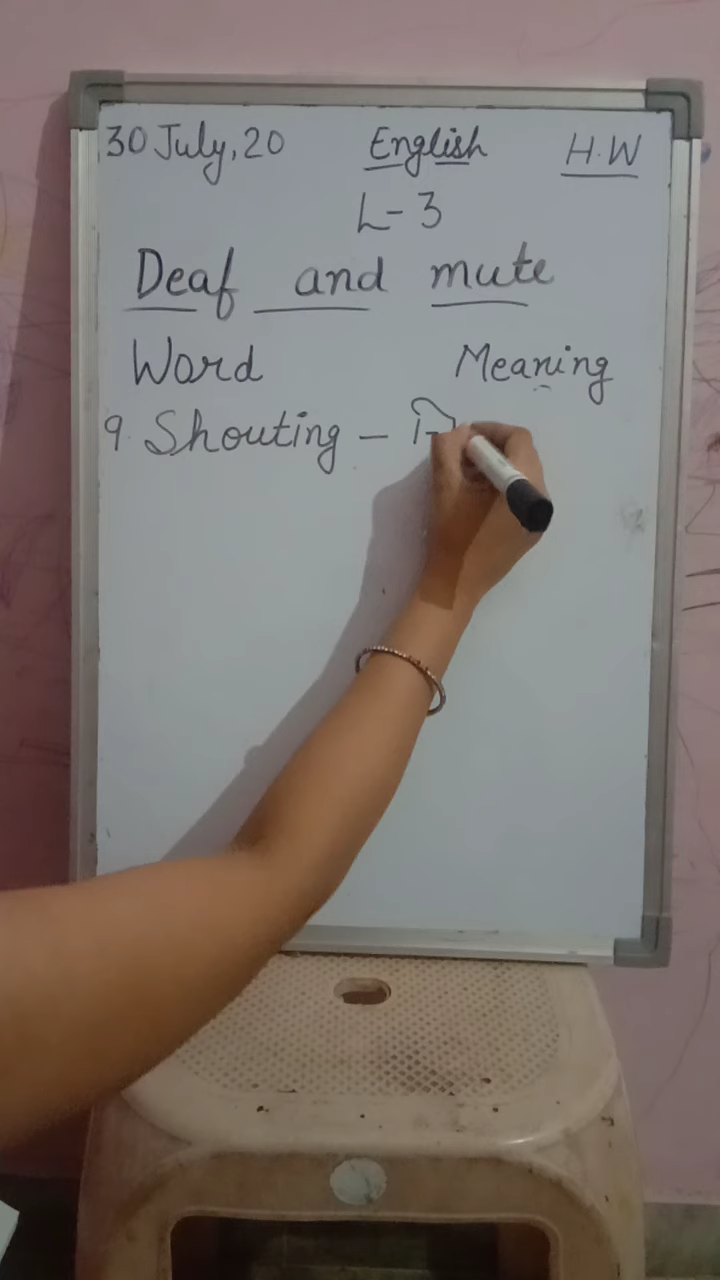 30 July, 20 English H.W
L-3
Deaf and mute
Word Meaning
9. Shouting -